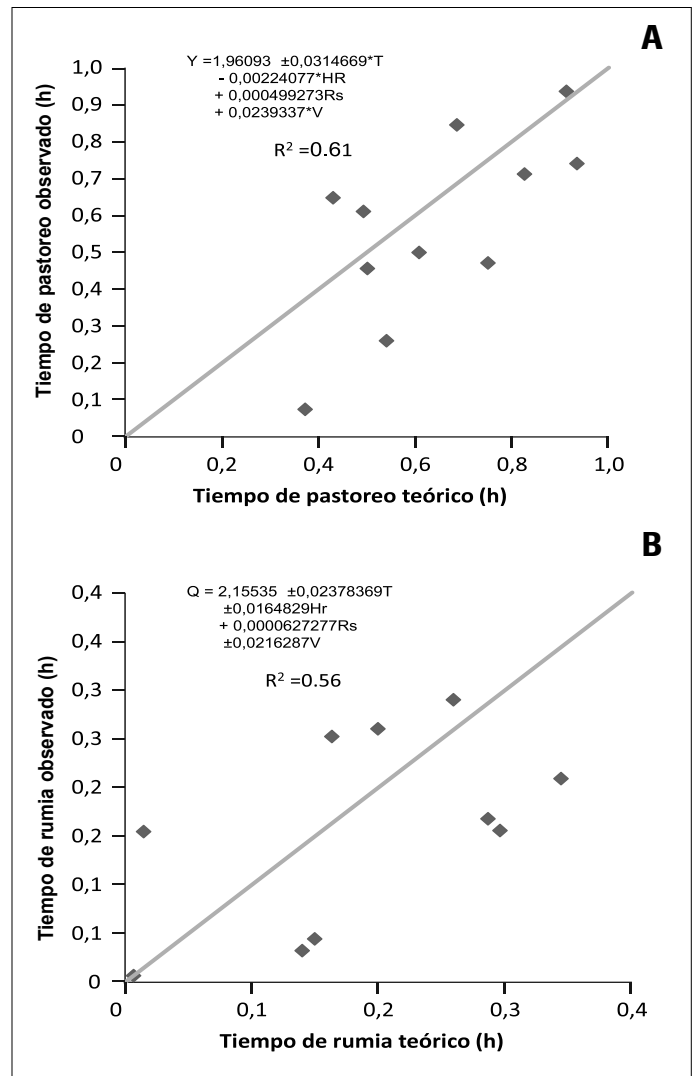 A
Y =1,96093 ±0,0314669*T
- 0,00224077*HR
+ 0,000499273Rs
+ 0,0239337*V
R² =0.61
Tiempo de pastoreo observado (h)
1,0
0,9
0,8
0,7
0,6
0,5
0,4
0,3
0,2
0,1
0
0 0,2 0,4 0,6 0,8 1,0
Tiempo de pastoreo teórico (h)
B
Q = 2,15535 ±0,02378369T
±0,0164829Hr
+ 0,0000627277Rs
±0,0216287V
R² =0.56
Tiempo de rumia observado (h)
0,4
0,4
0,3
0,3
0,2
0,2
0,1
0,1
0
0 0,1 0,2 0,3 0,4
Tiempo de rumia teórico (h)